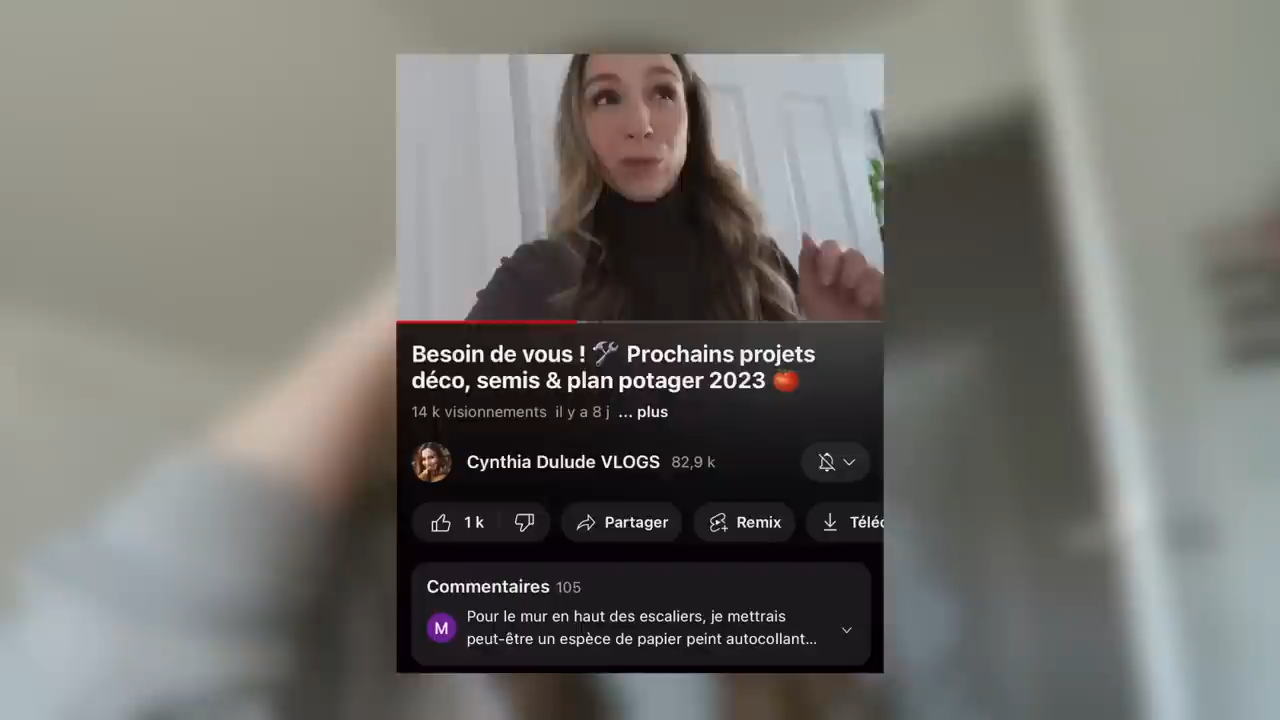 Besoin de vous ! 🛠️ Prochains projets
déco, semis & plan potager 2023 🍅
14 k visionnements il y a 8 j ... plus
Cynthia Dulude VLOGS 82,9 k
1 k Partager Remix Téléc
Commentaires 105
M
Pour le mur en haut des escaliers, je mettrais
peut-être un espèce de papier peint autocollant...